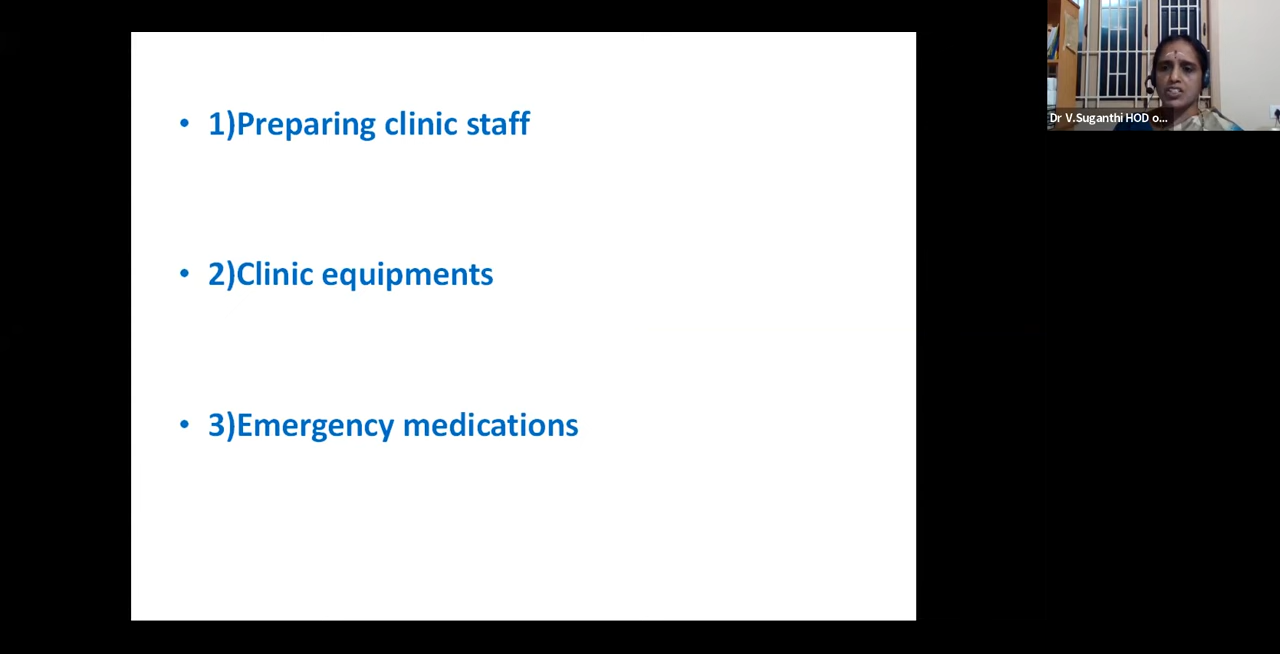 • 1)Preparing clinic staff
• 2)Clinic equipments
• 3)Emergency medications
Dr V.Suganthi HOD o...